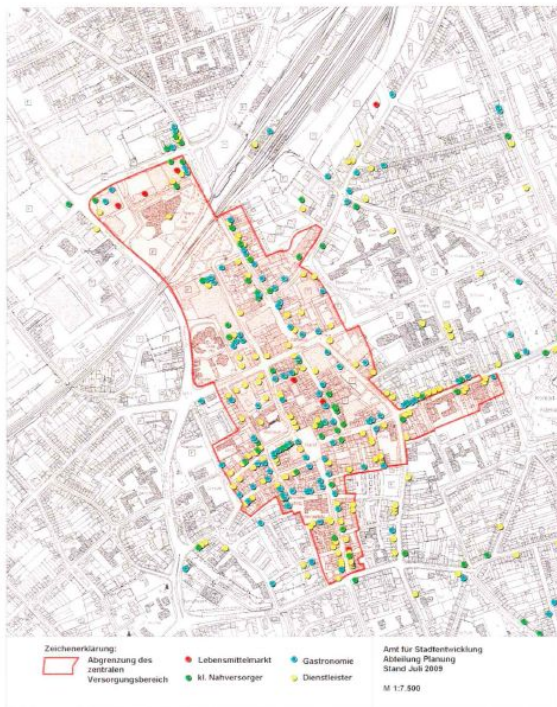 Zeichenerklärung:
Abgrenzung des
zentralen
Versorgungsbereich
Lebensmittelmarkt
kl. Nahversorger
Gastronomie
Dienstleister
Amt für Stadtentwicklung
Abteilung Planung
Stand Juli 2009
M 1:7.500